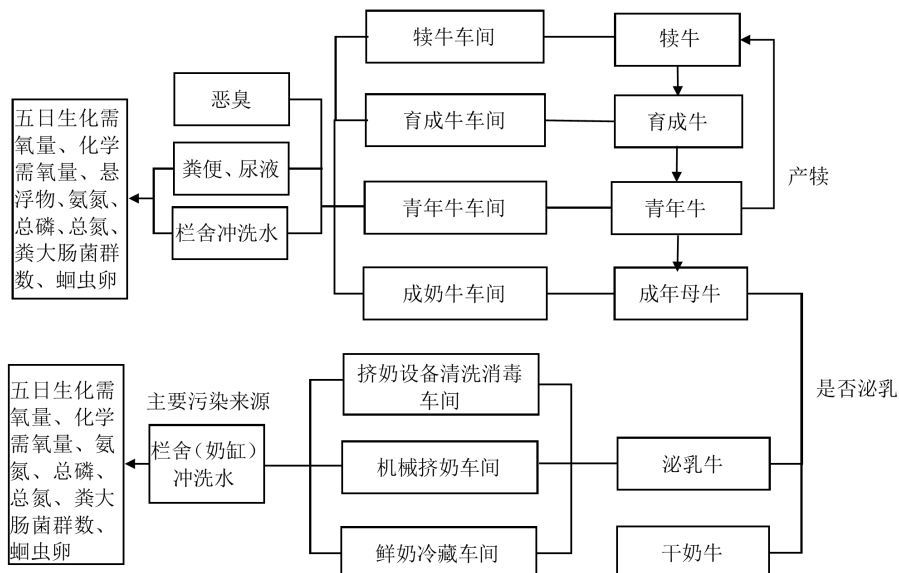 犊牛车间
犊牛
恶臭
五日生化需
氧量、化学
需氧量、悬
浮物、氨氮、
总磷、总氮、
粪大肠菌群
数、蛔虫卵
育成牛车间
育成牛
粪便、尿液
产犊
青年牛车间
青年牛
栏舍冲洗水
成奶牛车间
成年母牛
是否泌乳
五日生化需
氧量、化学
需氧量、氨
氮、总磷、
总氮、粪大
肠菌群数、
蛔虫卵
主要污染来源
栏舍（奶缸）
冲洗水
挤奶设备清洗消毒
车间
机械挤奶车间
泌乳牛
鲜奶冷藏车间
干奶牛